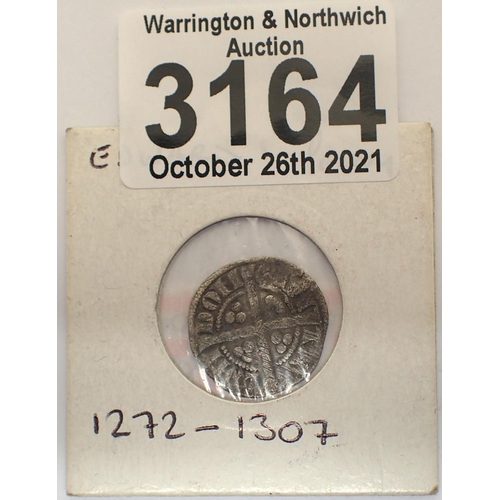 Warrington & Northwich
Auction
3164
October 26th 2021
1272 - 1307